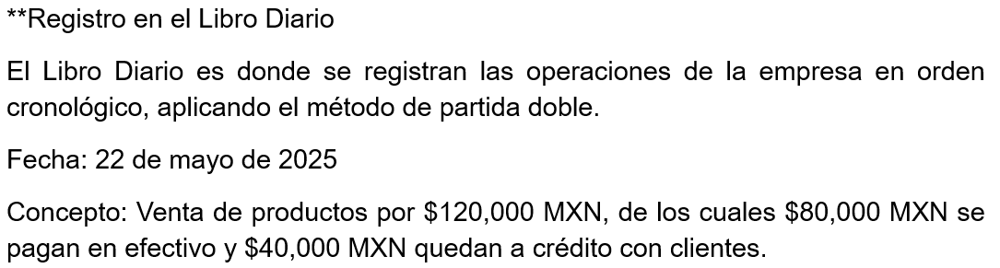 **Registro en el Libro Diario
El Libro Diario es donde se registran las operaciones de la empresa en orden
cronológico, aplicando el método de partida doble.
Fecha: 22 de mayo de 2025
Concepto: Venta de productos por $120,000 MXN, de los cuales $80,000 MXN se
pagan en efectivo y $40,000 MXN quedan a crédito con clientes.